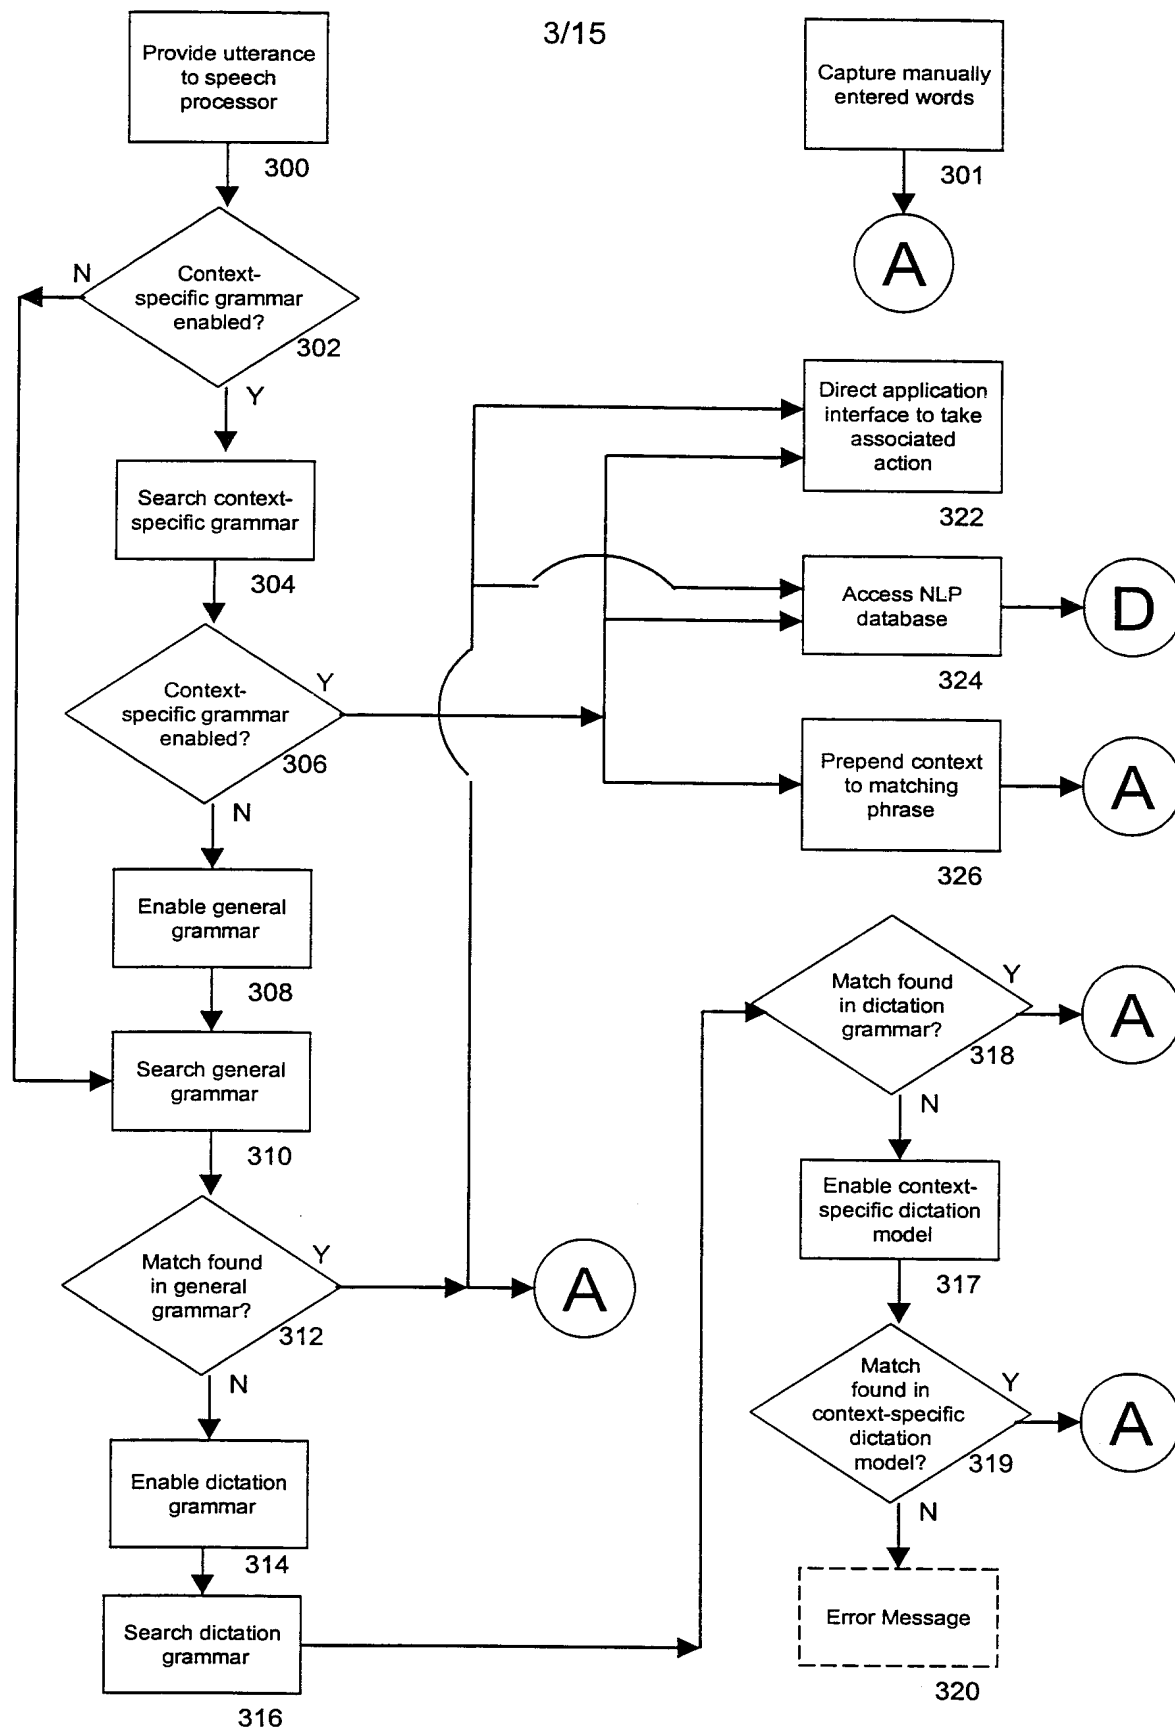 3/15
Provide utterance
to speech
processor
300
Context-
specific grammar
enabled?
302
N
Y
Search context-
specific grammar
304
Context-
specific grammar
enabled?
306
Y
N
Enable general
grammar
308
Search general
grammar
310
Match found
in general
grammar?
312
Y
A
N
Enable dictation
grammar
314
Search dictation
grammar
316
Capture manually
entered words
301
A
Direct application
interface to take
associated
action
322
Access NLP
database
324
D
Prepend context
to matching
phrase
326
A
Match found
in dictation
grammar?
318
Y
A
N
Enable context-
specific dictation
model
317
Match
found in
context-specific
dictation
model?
319
Y
A
N
Error Message
320